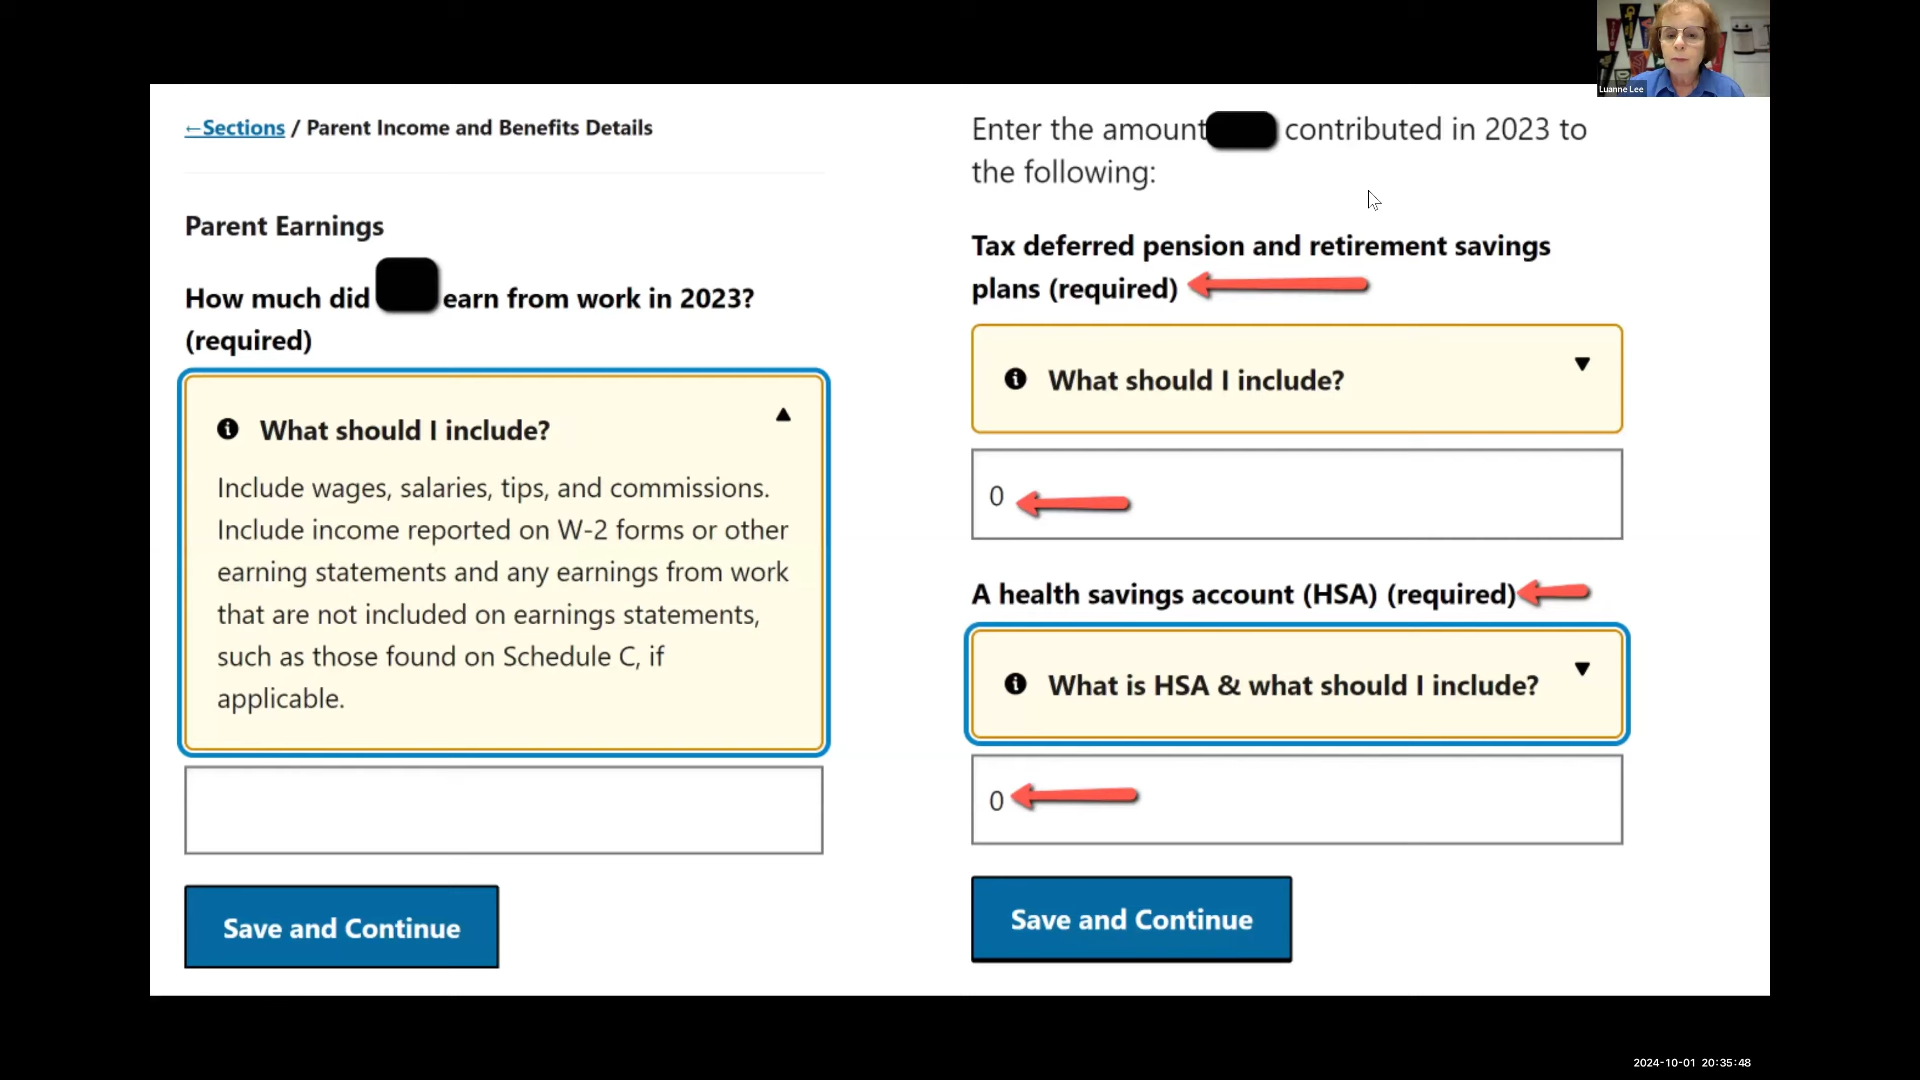 Luanne Lee
←Sections / Parent Income and Benefits Details
Parent Earnings
How much did earn from work in 2023?
(required)
What should I include?
Include wages, salaries, tips, and commissions.
Include income reported on W-2 forms or other
earning statements and any earnings from work
that are not included on earnings statements,
such as those found on Schedule C, if
applicable.
Save and Continue
Enter the amount contributed in 2023 to
the following:
Tax deferred pension and retirement savings
plans (required)
What should I include?
0
A health savings account (HSA) (required)
What is HSA & what should I include?
0
Save and Continue
2024-10-01 20:35:48